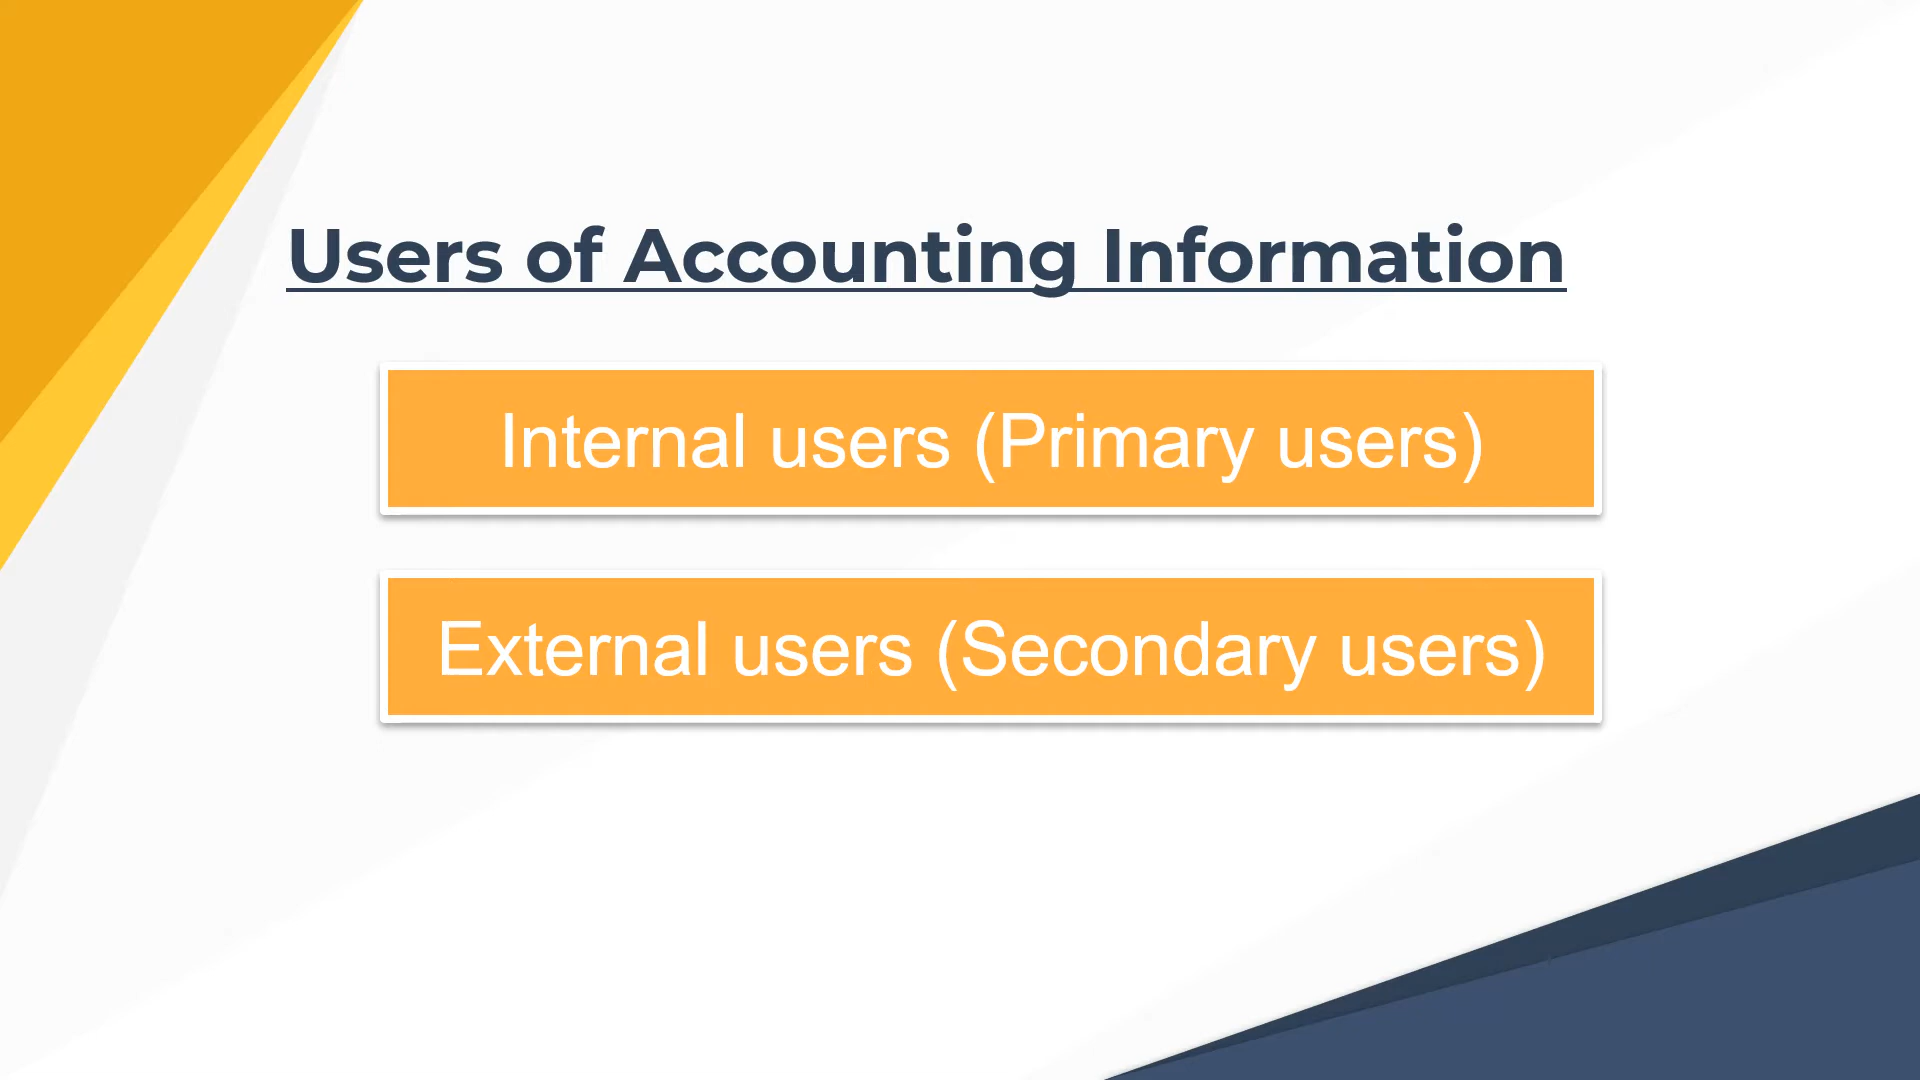 Users of Accounting Information
Internal users (Primary users)
External users (Secondary users)